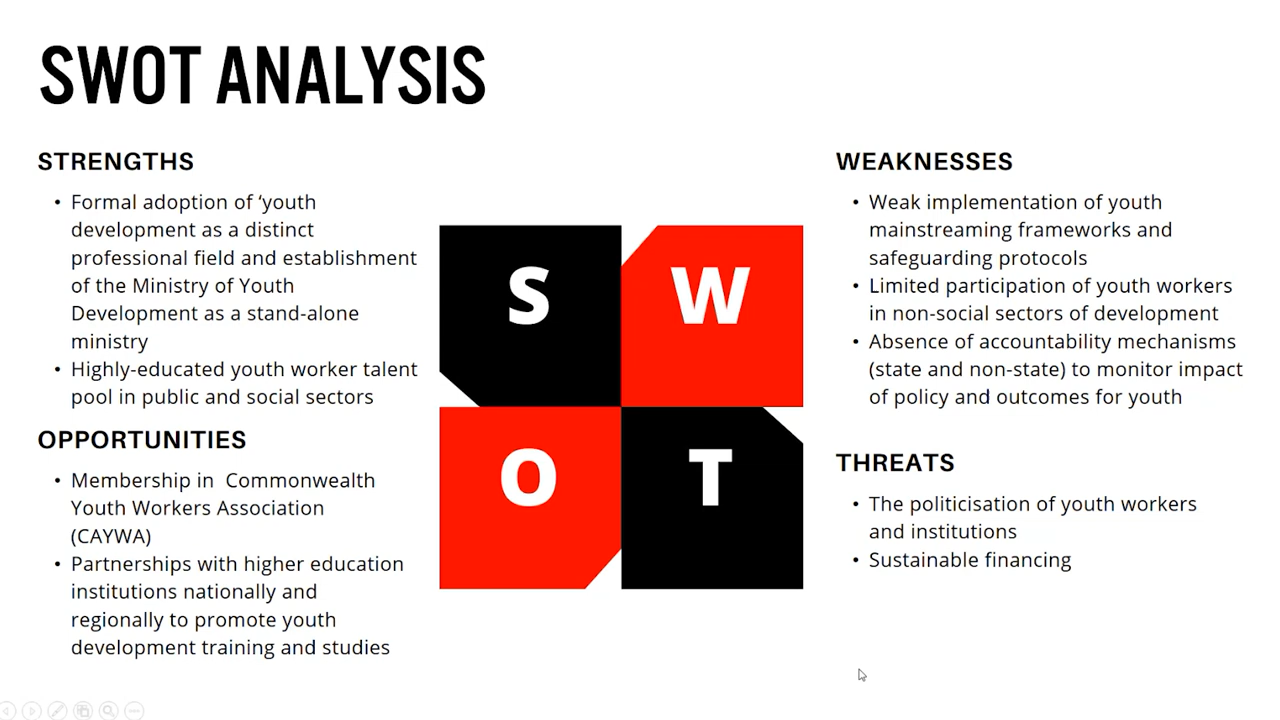 SWOT ANALYSIS
STRENGTHS
• Formal adoption of ‘youth
development as a distinct
professional field and establishment
of the Ministry of Youth
Development as a stand-alone
ministry
• Highly-educated youth worker talent
pool in public and social sectors
OPPORTUNITIES
• Membership in Commonwealth
Youth Workers Association
(CAYWA)
• Partnerships with higher education
institutions nationally and
regionally to promote youth
development training and studies
S
W
O
T
WEAKNESSES
• Weak implementation of youth
mainstreaming frameworks and
safeguarding protocols
• Limited participation of youth workers
in non-social sectors of development
• Absence of accountability mechanisms
(state and non-state) to monitor impact
of policy and outcomes for youth
THREATS
• The politicisation of youth workers
and institutions
• Sustainable financing